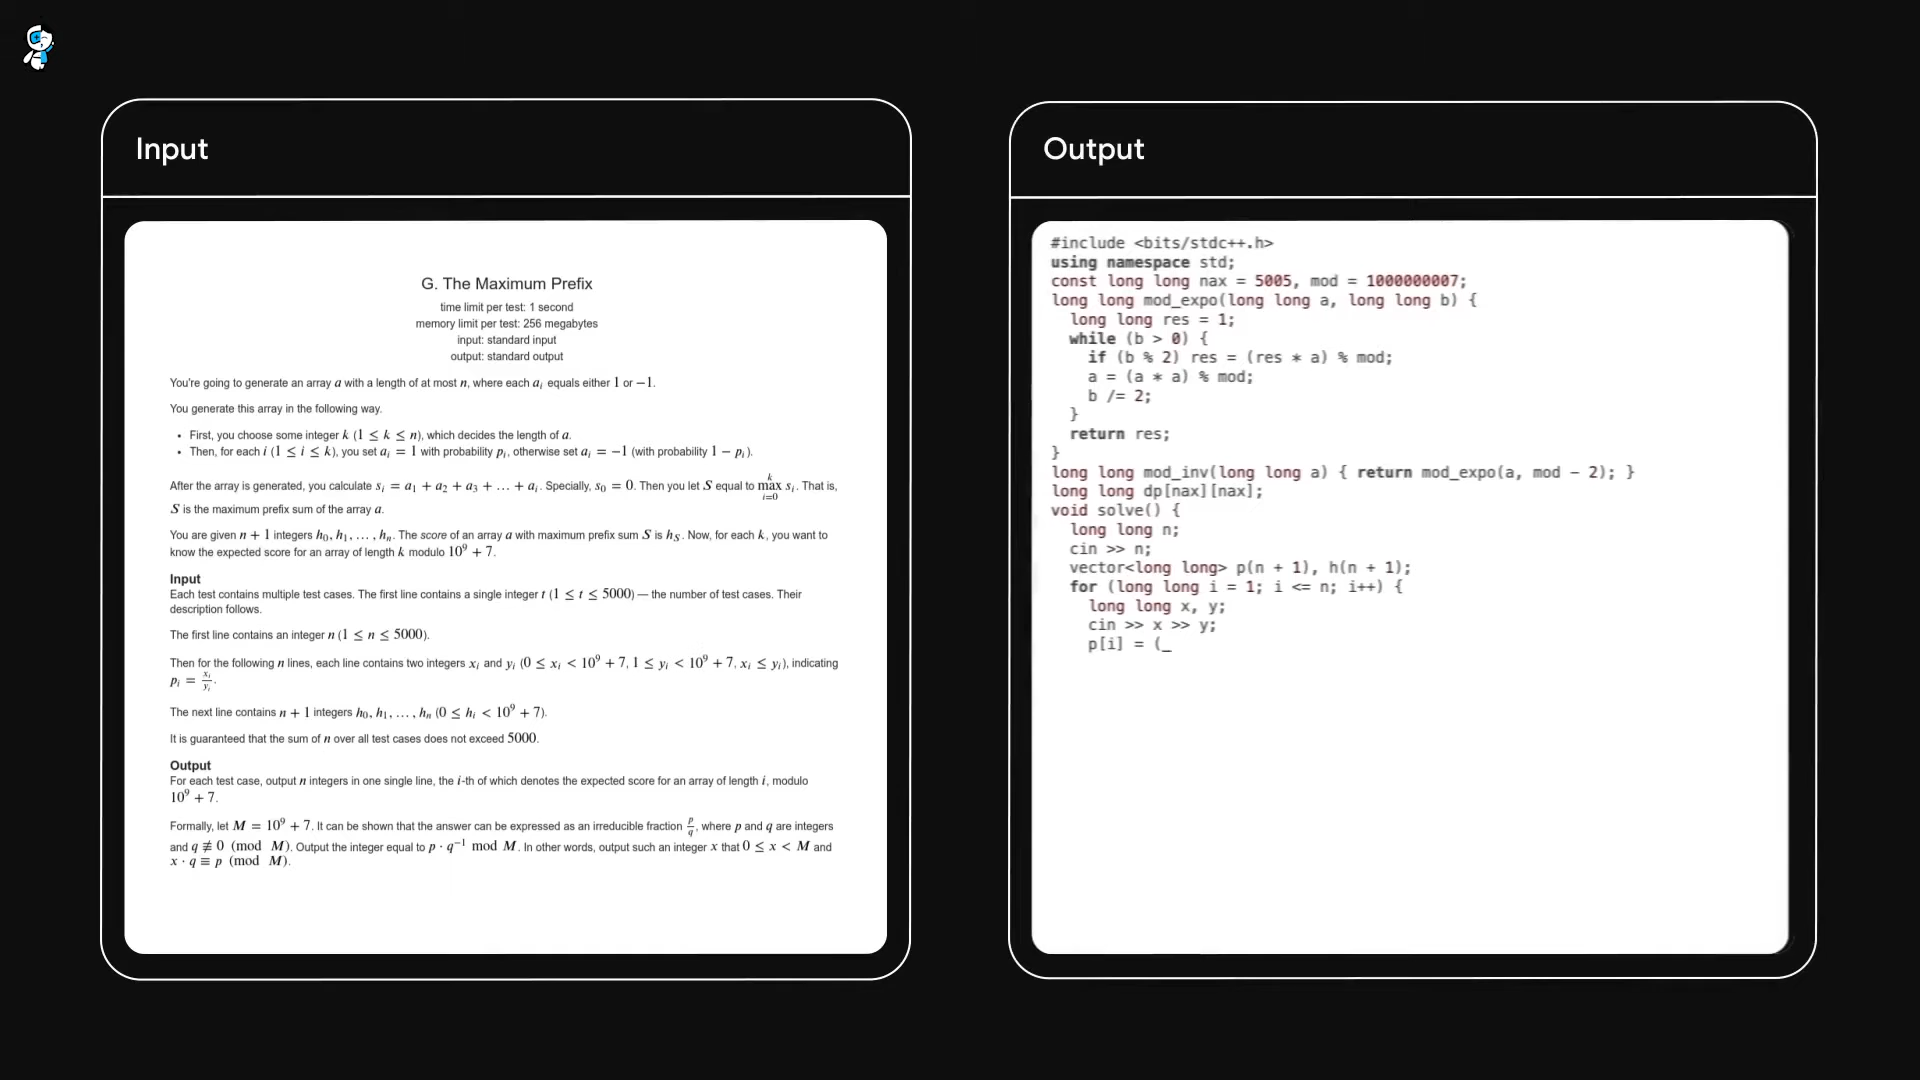 Input
G. The Maximum Prefix
time limit per test: 1 second
memory limit per test: 256 megabytes
input: standard input
output: standard output
You're going to generate an array a with a length of at most n, where each a_i equals either 1 or −1.
You generate this array in the following way.
• First, you choose some integer k (1 ≤ k ≤ n), which decides the length of a.
• Then, for each i (1 ≤ i ≤ k), you set a_i = 1 with probability p_i, otherwise set a_i = −1 (with probability 1 − p_i).
After the array is generated, you calculate s_i = a_1 + a_2 + a_3 + … + a_i. Specially, s_0 = 0. Then you let S equal to max_{i=0}^{k} s_i. That is,
S is the maximum prefix sum of the array a.
You are given n + 1 integers h_0, h_1, …, h_n. The score of an array a with maximum prefix sum S is h_S. Now, for each k, you want to
know the expected score for an array of length k modulo 10^9 + 7.
Input
Each test contains multiple test cases. The first line contains a single integer t (1 ≤ t ≤ 5000) — the number of test cases. Their
description follows.
The first line contains an integer n (1 ≤ n ≤ 5000).
Then for the following n lines, each line contains two integers x_i and y_i (0 ≤ x_i < 10^9 + 7, 1 ≤ y_i < 10^9 + 7, x_i ≤ y_i), indicating
p_i = x_i/y_i.
The next line contains n + 1 integers h_0, h_1, …, h_n (0 ≤ h_i < 10^9 + 7).
It is guaranteed that the sum of n over all test cases does not exceed 5000.
Output
For each test case, output n integers in one single line, the i-th of which denotes the expected score for an array of length i, modulo
10^9 + 7.
Formally, let M = 10^9 + 7. It can be shown that the answer can be expressed as an irreducible fraction p/q, where p and q are integers
and q ≢ 0 (mod M). Output the integer equal to p · q^−1 mod M. In other words, output such an integer x that 0 ≤ x < M and
x · q ≡ p (mod M).
Output
#include <bits/stdc++.h>
using namespace std;
const long long nax = 5005, mod = 1000000007;
long long mod_expo(long long a, long long b) {
  long long res = 1;
  while (b > 0) {
    if (b % 2) res = (res * a) % mod;
    a = (a * a) % mod;
    b /= 2;
  }
  return res;
}
long long mod_inv(long long a) { return mod_expo(a, mod - 2); }
long long dp[nax][nax];
void solve() {
  long long n;
  cin >> n;
  vector<long long> p(n + 1), h(n + 1);
  for (long long i = 1; i <= n; i++) {
    long long x, y;
    cin >> x >> y;
    p[i] = (_